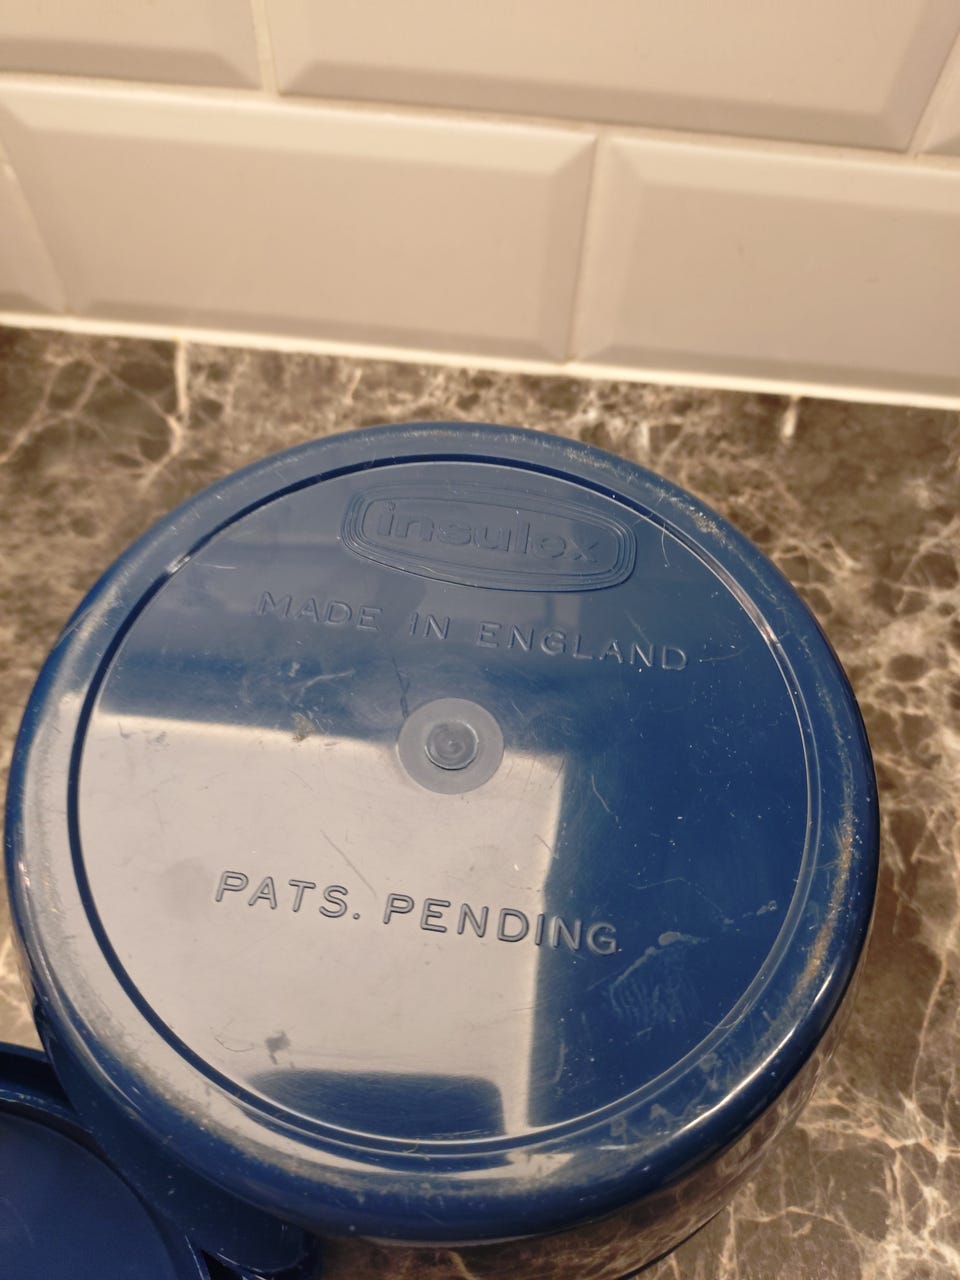 insulex
MADE IN ENGLAND
PATS. PENDING